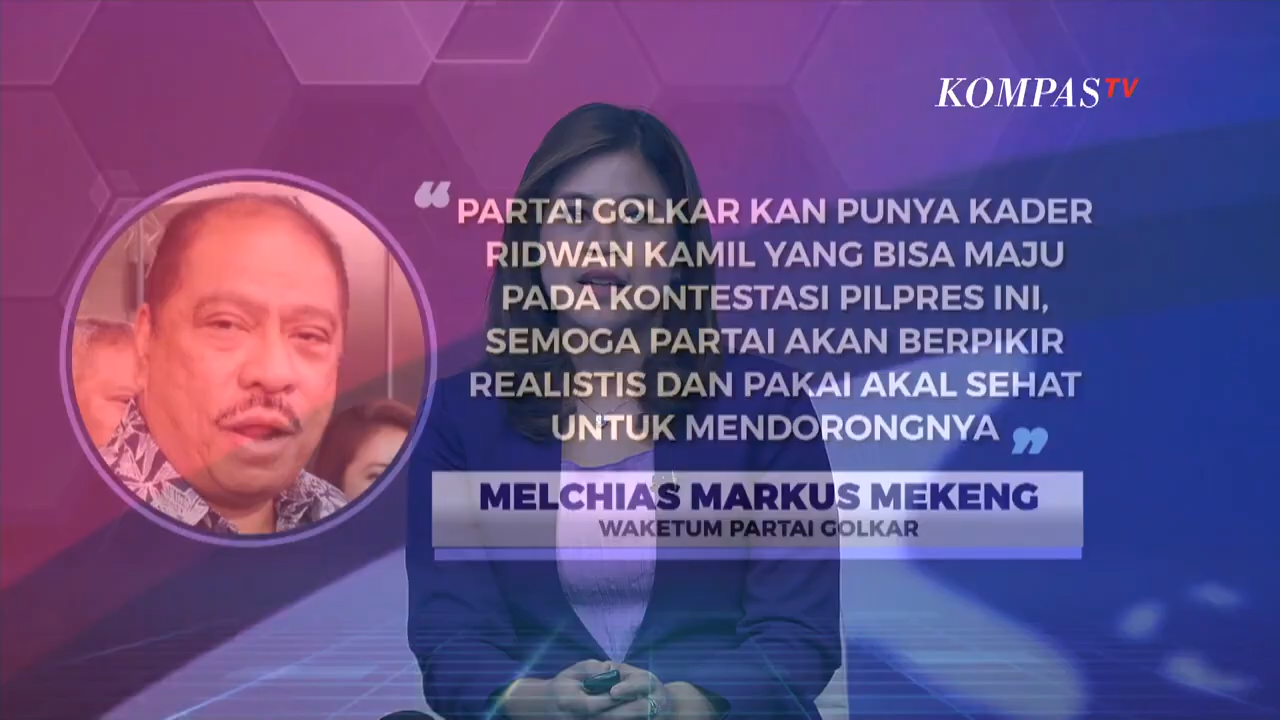 KOMPASTV
“ PARTAI GOLKAR KAN PUNYA KADER
RIDWAN KAMIL YANG BISA MAJU
PADA KONTESTASI PILPRES INI,
SEMOGA PARTAI AKAN BERPIKIR
REALISTIS DAN PAKAI AKAL SEHAT
UNTUK MENDORONGNYA ”
MELCHIAS MARKUS MEKENG
WAKETUM PARTAI GOLKAR